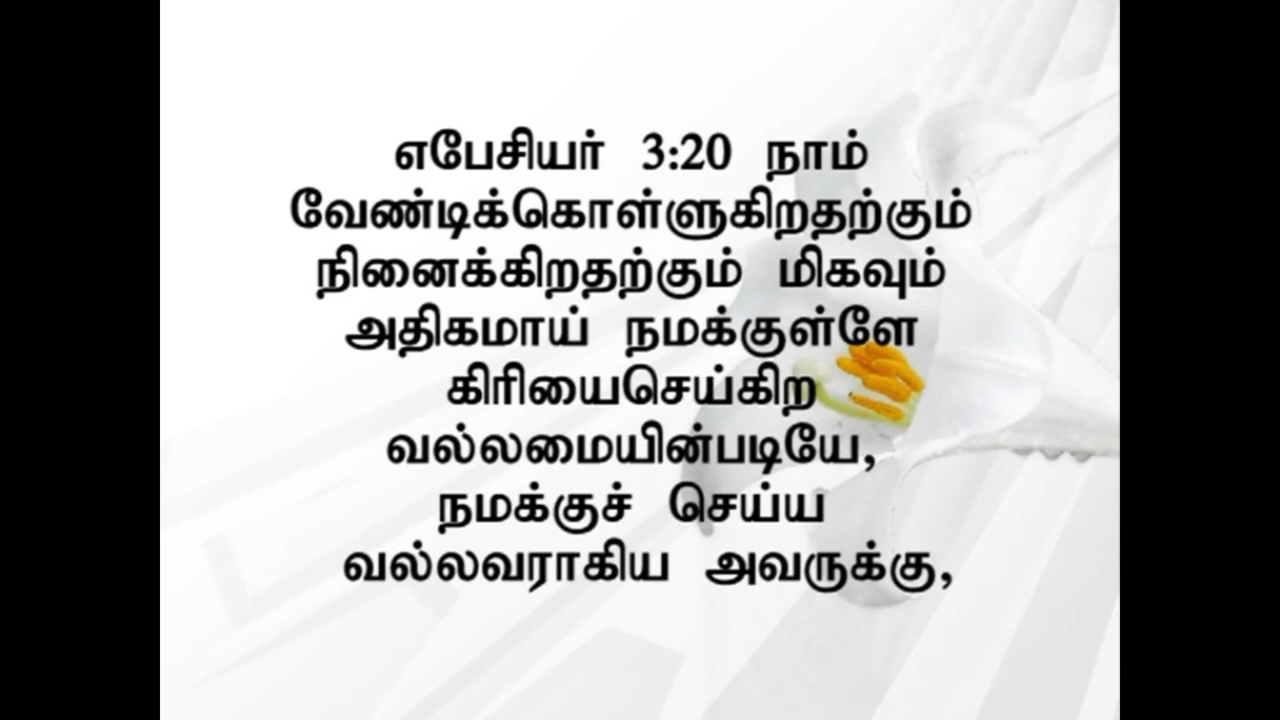 எபேசியர் 3:20 நாம்
வேண்டிக்கொள்ளுகிறதற்கும்
நினைக்கிறதற்கும் மிகவும்
அதிகமாய் நமக்குள்ளே
கிரியைசெய்கிற
வல்லமையின்படியே,
நமக்குச் செய்ய
வல்லவராகிய அவருக்கு,